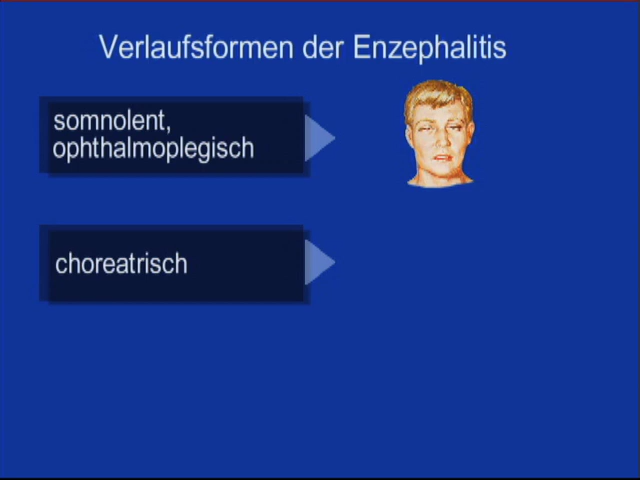 Verlaufsformen der Enzephalitis
somnolent,
ophthalmoplegisch
choreatrisch